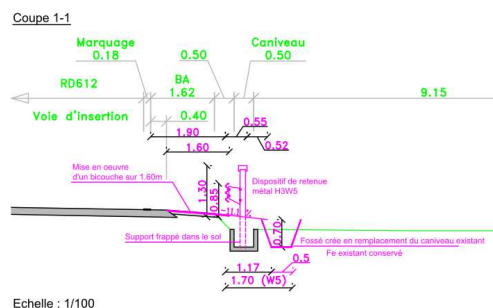 Coupe 1-1
Marquage
0.18
0.50
Caniveau
0.50
RD612
BA
1.62
9.15
Voie d'insertion
0.40
0.55
1.90
0.52
1.60
Mise en oeuvre
d'un bicouche sur 1.60m
1.30
0.85
Dispositif de retenue
métal H3W5
Support frappé dans le sol
0.70
Fossé crée en remplacement du caniveau existant
Fe existant conservé
1.17
0.5
1.70 (W5)
Echelle : 1/100